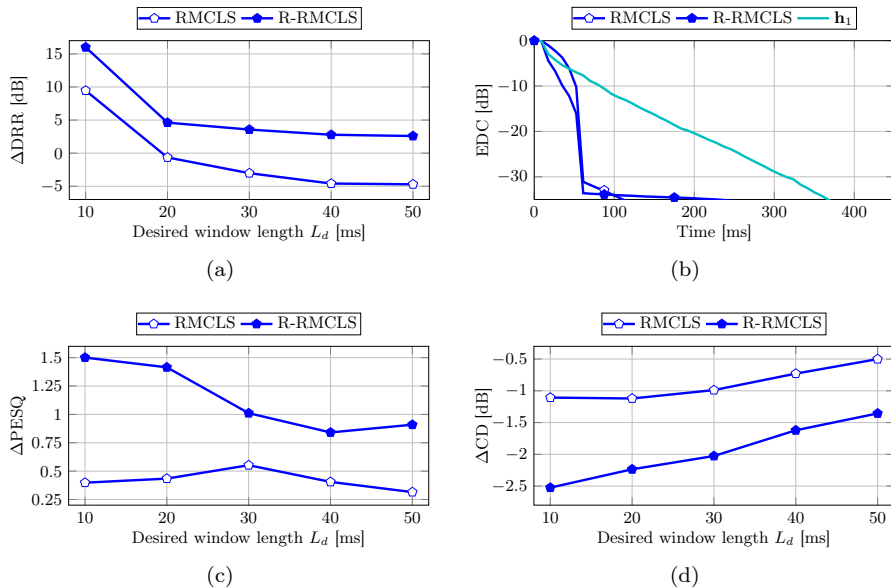 RMCLS R-RMCLS
15
10
5
0
−5
ΔDRR [dB]
10 20 30 40 50
Desired window length L_d [ms]
(a)
RMCLS R-RMCLS h₁
0
−10
−20
−30
EDC [dB]
0 100 200 300 400
Time [ms]
(b)
RMCLS R-RMCLS
1.5
1.25
1
0.75
0.5
0.25
ΔPESQ
10 20 30 40 50
Desired window length L_d [ms]
(c)
RMCLS R-RMCLS
−0.5
−1
−1.5
−2
−2.5
ΔCD [dB]
10 20 30 40 50
Desired window length L_d [ms]
(d)